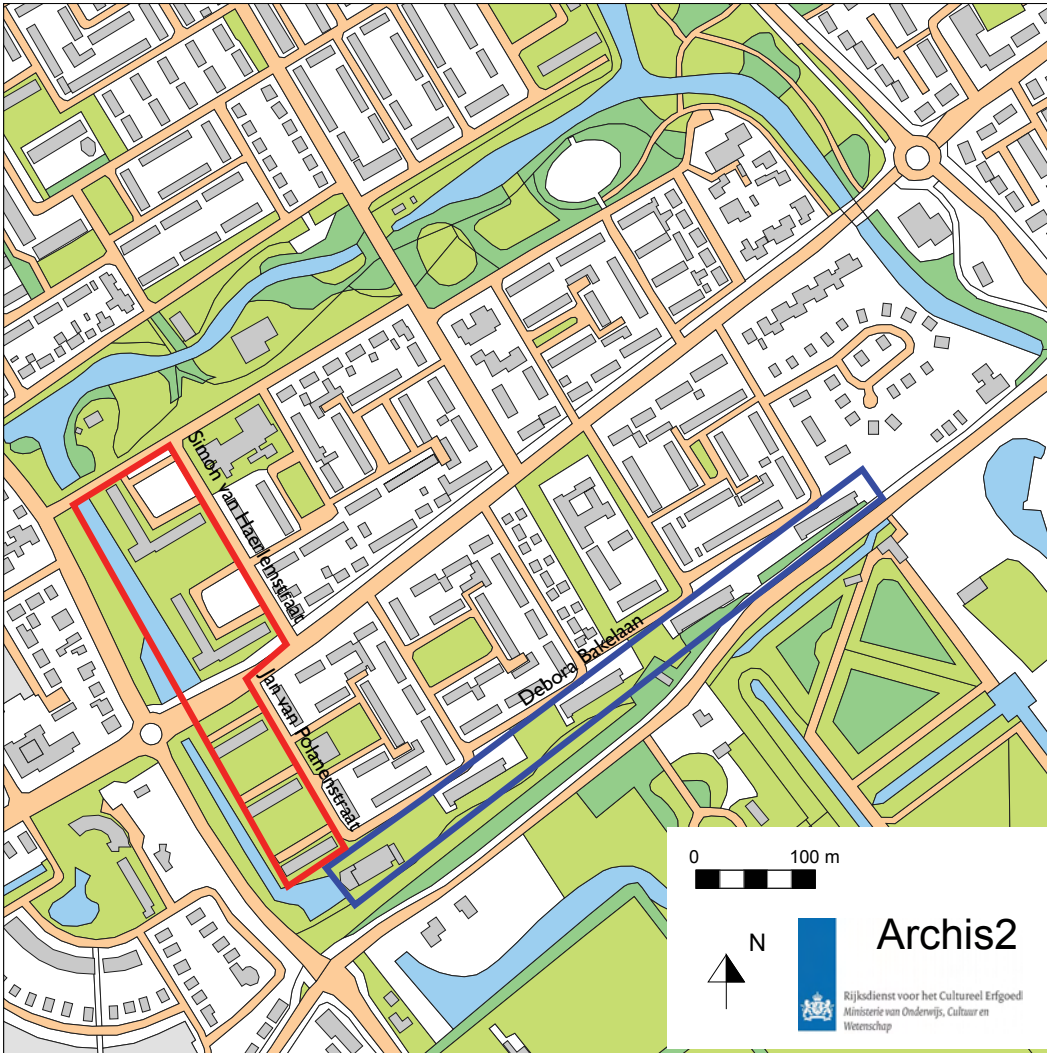 Simon van Haerlemstraat
Jan van Polanenstraat
Debora Bakelaan
0 100 m
N
Archis2
Rijksdienst voor het Cultureel Erfgoed
Ministerie van Onderwijs, Cultuur en
Wetenschap